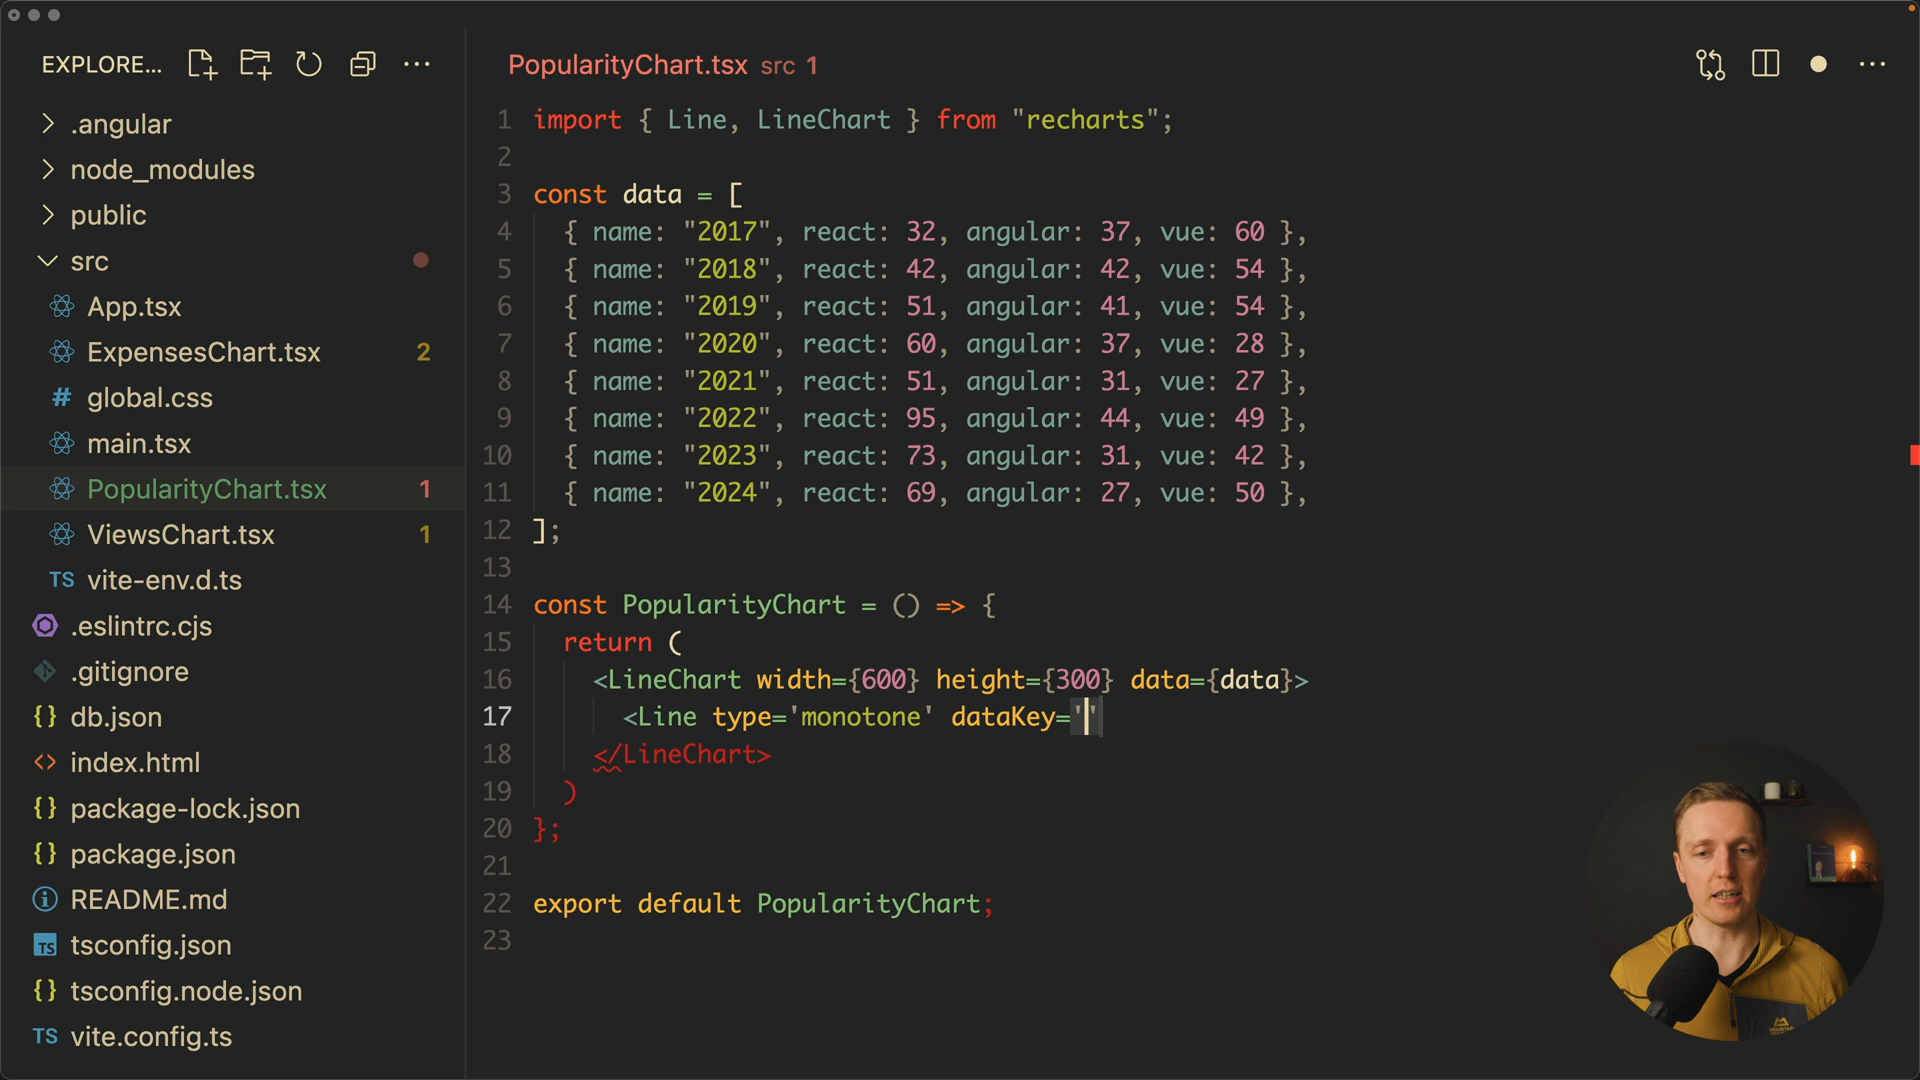 EXPLORE...
.angular
node_modules
public
src
App.tsx
ExpensesChart.tsx 2
# global.css
main.tsx
PopularityChart.tsx 1
ViewsChart.tsx 1
TS vite-env.d.ts
.eslintrc.cjs
.gitignore
{} db.json
<> index.html
{} package-lock.json
{} package.json
README.md
TS tsconfig.json
{} tsconfig.node.json
TS vite.config.ts
PopularityChart.tsx src 1
1 import { Line, LineChart } from "recharts";
2
3 const data = [
4 { name: "2017", react: 32, angular: 37, vue: 60 },
5 { name: "2018", react: 42, angular: 42, vue: 54 },
6 { name: "2019", react: 51, angular: 41, vue: 54 },
7 { name: "2020", react: 60, angular: 37, vue: 28 },
8 { name: "2021", react: 51, angular: 31, vue: 27 },
9 { name: "2022", react: 95, angular: 44, vue: 49 },
10 { name: "2023", react: 73, angular: 31, vue: 42 },
11 { name: "2024", react: 69, angular: 27, vue: 50 },
12 ];
13
14 const PopularityChart = () => {
15 return (
16 <LineChart width={600} height={300} data={data}>
17 <Line type='monotone' dataKey=''
18 </LineChart>
19 )
20 };
21
22 export default PopularityChart;
23